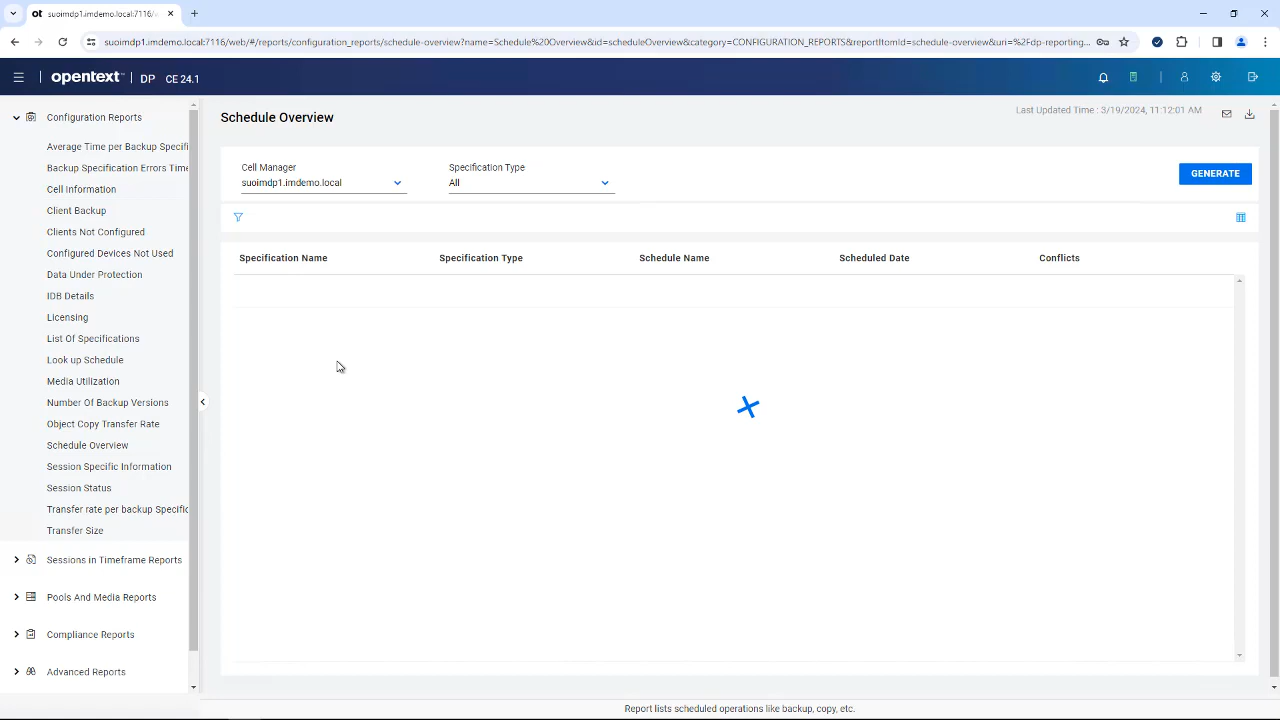 ot suoimdp1.imdemo.local:7116/w
suoimdp1.imdemo.local:7116/web/#/reports/configuration_reports/schedule-overview?name=Schedule%20Overview&id=scheduleOverview&category=CONFIGURATION_REPORTS&reportItomId=schedule-overview&uri=%2Fdp-reporting...
opentext™ | DP CE 24.1
Configuration Reports
Average Time per Backup Specifi
Backup Specification Errors Time
Cell Information
Client Backup
Clients Not Configured
Configured Devices Not Used
Data Under Protection
IDB Details
Licensing
List Of Specifications
Look up Schedule
Media Utilization
Number Of Backup Versions
Object Copy Transfer Rate
Schedule Overview
Session Specific Information
Session Status
Transfer rate per backup Specific
Transfer Size
Sessions in Timeframe Reports
Pools And Media Reports
Compliance Reports
Advanced Reports
Schedule Overview
Last Updated Time : 3/19/2024, 11:12:01 AM
Cell Manager
suoimdp1.imdemo.local
Specification Type
All
GENERATE
Specification Name Specification Type Schedule Name Scheduled Date Conflicts
Report lists scheduled operations like backup, copy, etc.